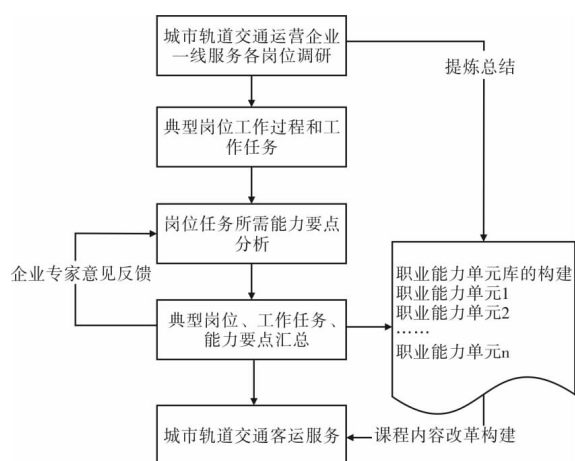 城市轨道交通运营企业
一线服务各岗位调研
提炼总结
典型岗位工作过程和工
作任务
岗位任务所需能力要点
分析
企业专家意见反馈
职业能力单元库的构建
职业能力单元1
职业能力单元2
……
职业能力单元n
典型岗位、工作任务、
能力要点汇总
城市轨道交通客运服务
课程内容改革构建